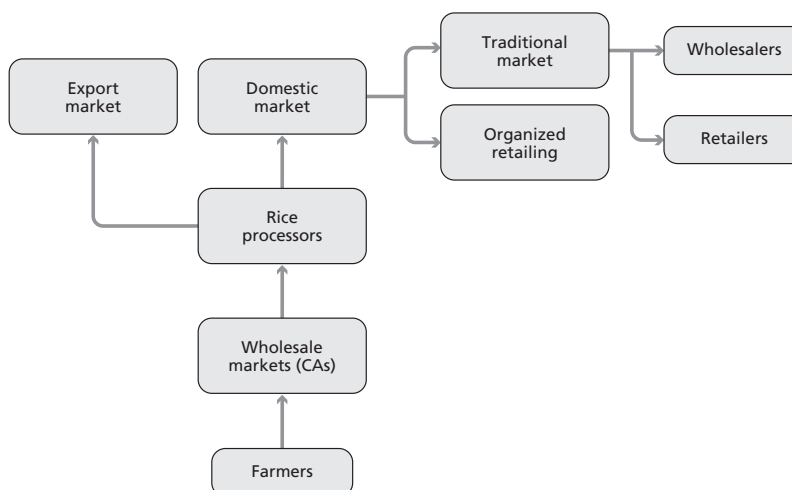 Traditional
market
Wholesalers
Export
market
Domestic
market
Organized
retailing
Retailers
Rice
processors
Wholesale
markets (CAs)
Farmers